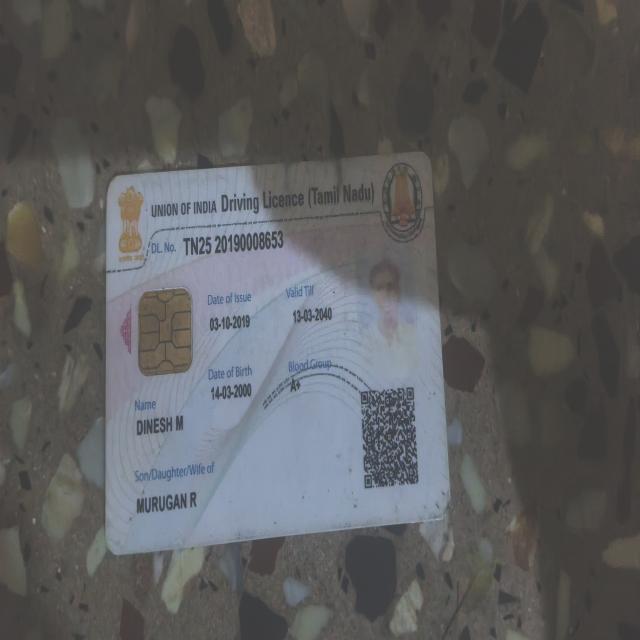 UNION OF INDIA Driving Licence (Tamil Nadu)
DL. No. TN25 20190008653
Date of Issue Valid Till
03-10-2019 13-03-2040
Date of Birth Blood Group
14-03-2000 A+
Name
DINESH M
Son/Daughter/Wife of
MURUGAN R